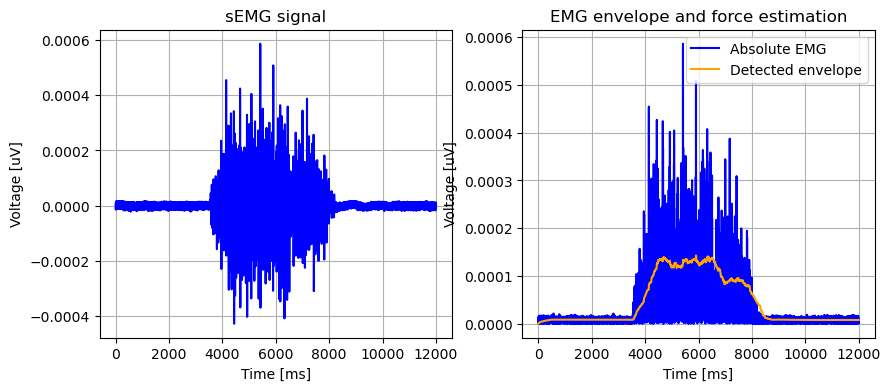 sEMG signal
0.0006
0.0004
0.0002
0.0000
−0.0002
−0.0004
Voltage [uV]
0 2000 4000 6000 8000 10000 12000
Time [ms]
EMG envelope and force estimation
Absolute EMG
Detected envelope
0.0006
0.0005
0.0004
0.0003
0.0002
0.0001
0.0000
Voltage [uV]
0 2000 4000 6000 8000 10000 12000
Time [ms]